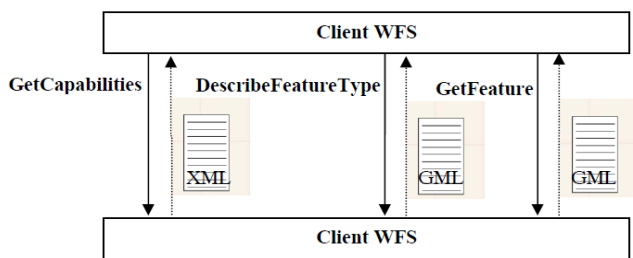 Client WFS
GetCapabilities
DescribeFeatureType
GetFeature
XML
GML
GML
Client WFS